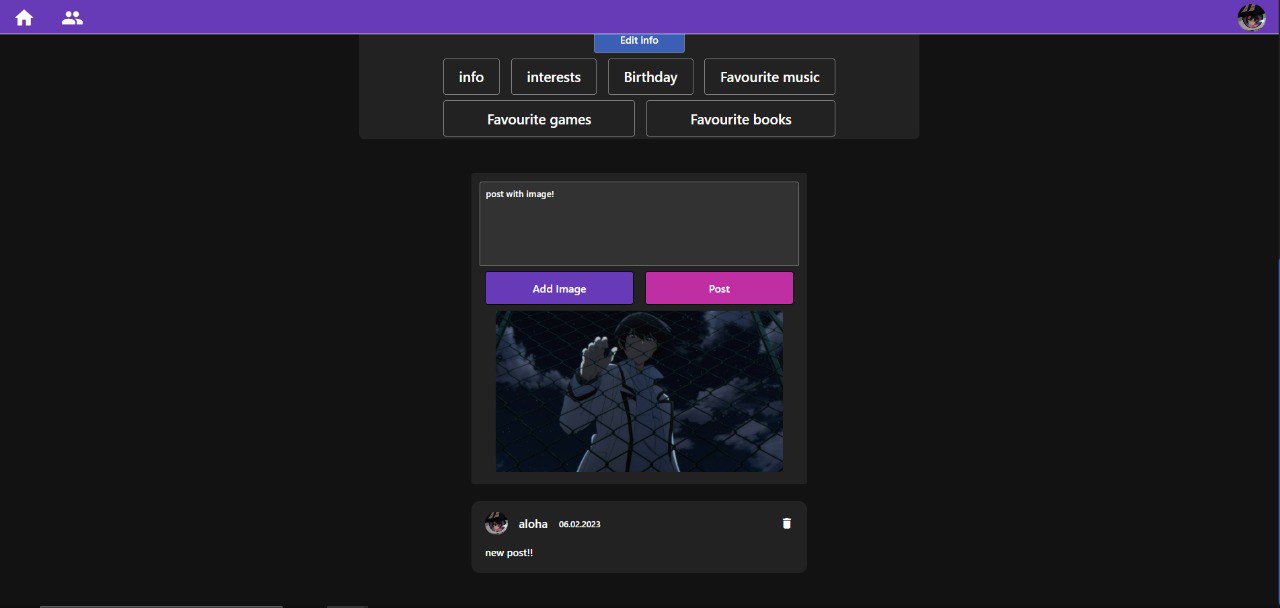 Edit info
info interests Birthday Favourite music
Favourite games Favourite books
post with image!
Add Image Post
aloha 06.02.2023
new post!!